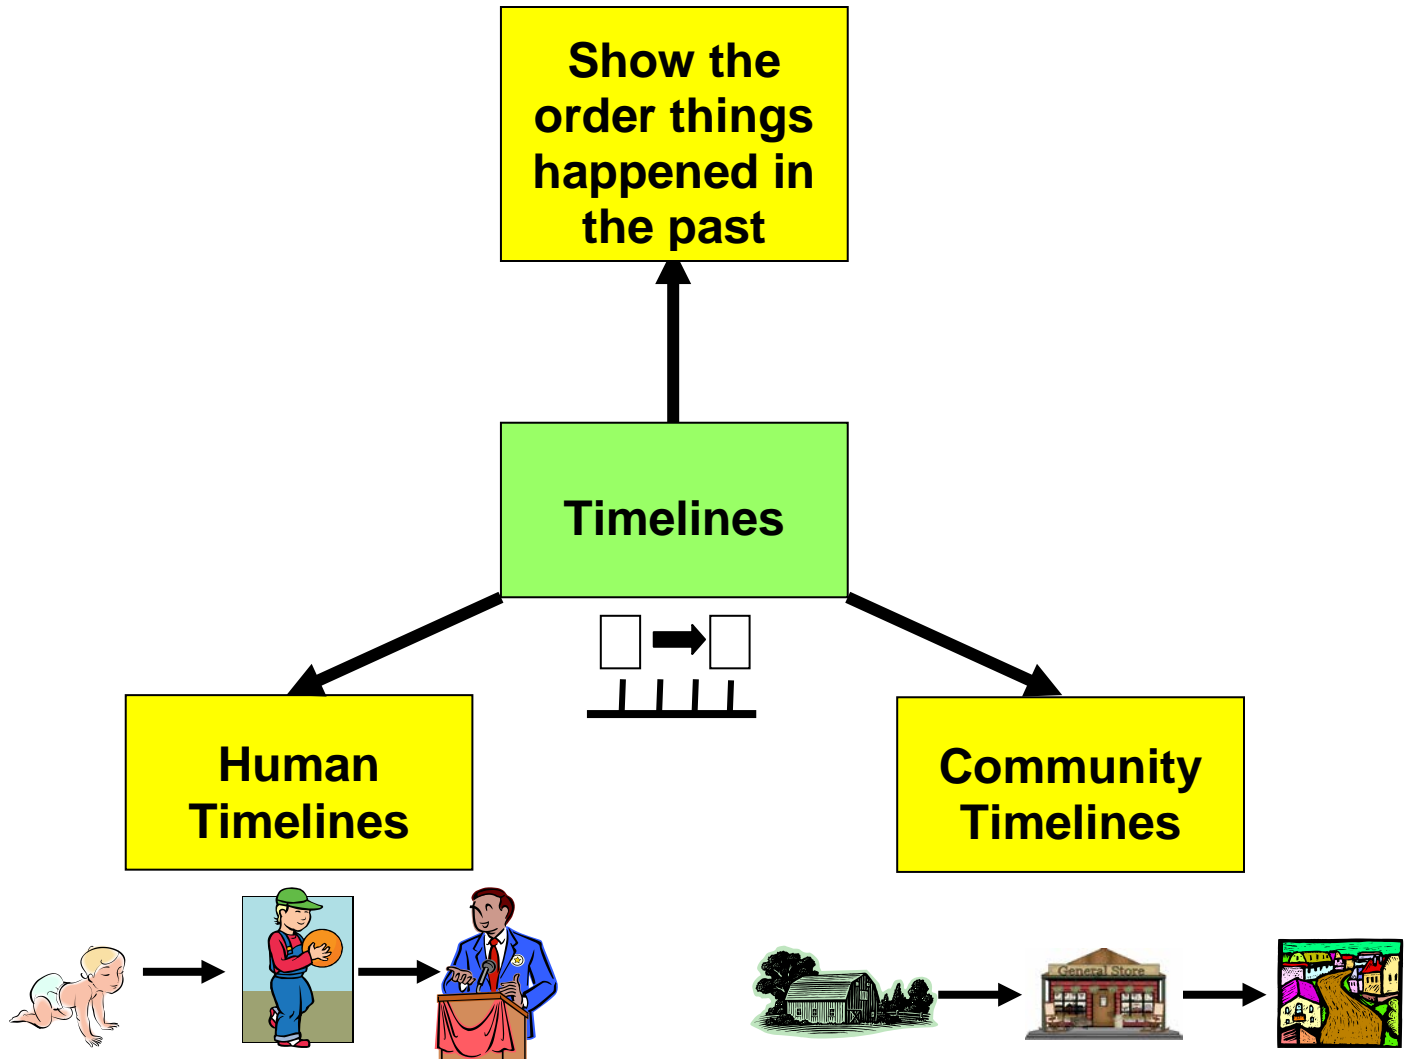 Show the
order things
happened in
the past
Timelines
Human
Timelines
Community
Timelines
General Store